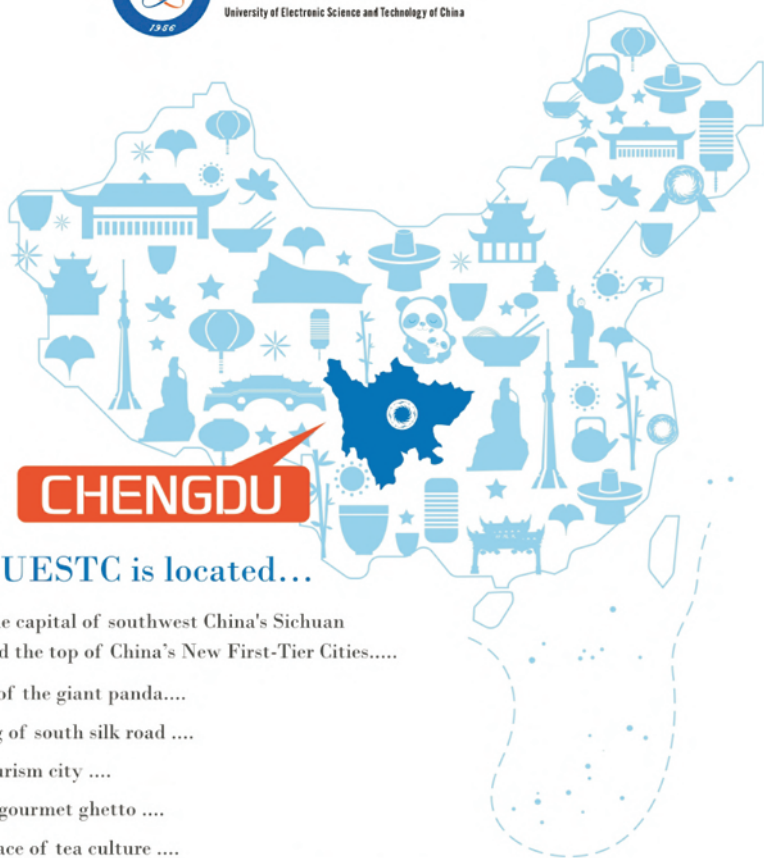 1956
University of Electronic Science and Technology of China
CHENGDU
UESTC is located...
capital of southwest China's Sichuan
the top of China's New First-Tier Cities.....
of the giant panda....
of south silk road ....
city ....
gourmet ghetto ....
of tea culture ....